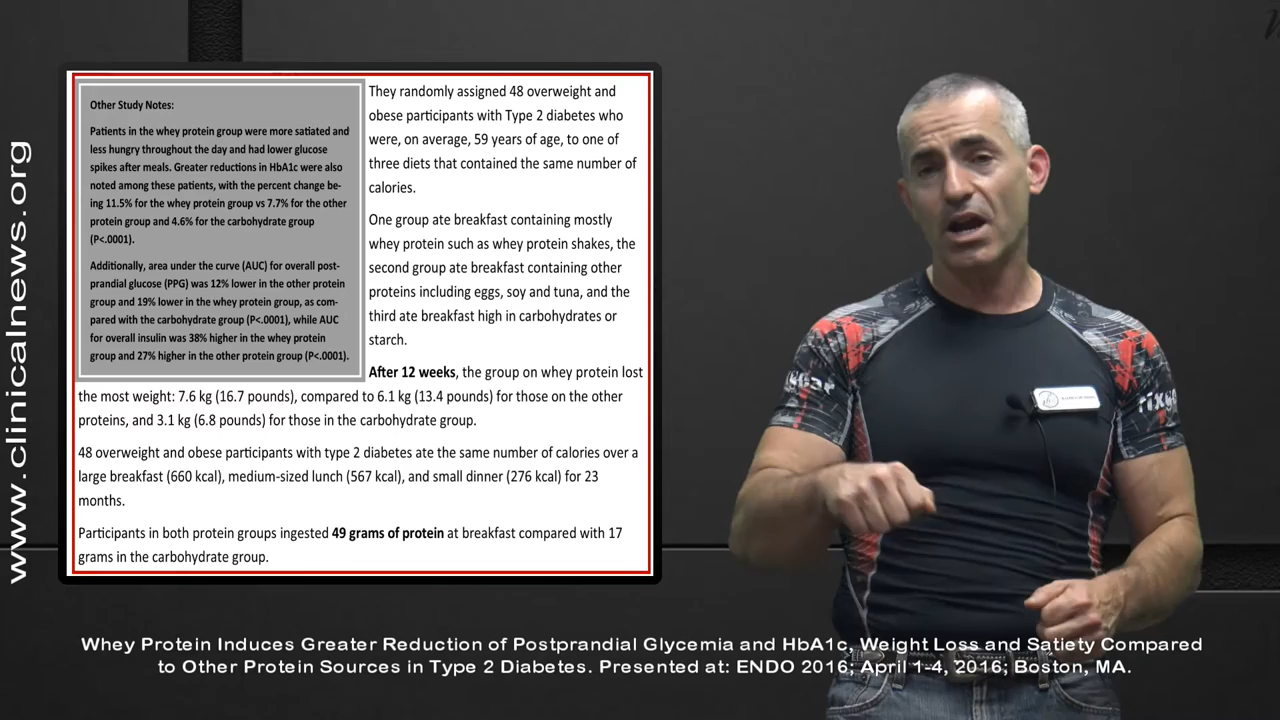 www.clinicalnews.org
Other Study Notes:
Patients in the whey protein group were more satiated and
less hungry throughout the day and had lower glucose
spikes after meals. Greater reductions in HbA1c were also
noted among these patients, with the percent change be-
ing 11.5% for the whey protein group vs 7.7% for the other
protein group and 4.6% for the carbohydrate group
(P<.0001).
Additionally, area under the curve (AUC) for overall post-
prandial glucose (PPG) was 12% lower in the other protein
group and 19% lower in the whey protein group, as com-
pared with the carbohydrate group (P<.0001), while AUC
for overall insulin was 38% higher in the whey protein
group and 27% higher in the other protein group (P<.0001).
They randomly assigned 48 overweight and
obese participants with Type 2 diabetes who
were, on average, 59 years of age, to one of
three diets that contained the same number of
calories.
One group ate breakfast containing mostly
whey protein such as whey protein shakes, the
second group ate breakfast containing other
proteins including eggs, soy and tuna, and the
third ate breakfast high in carbohydrates or
starch.
After 12 weeks, the group on whey protein lost
the most weight: 7.6 kg (16.7 pounds), compared to 6.1 kg (13.4 pounds) for those on the other
proteins, and 3.1 kg (6.8 pounds) for those in the carbohydrate group.
48 overweight and obese participants with type 2 diabetes ate the same number of calories over a
large breakfast (660 kcal), medium-sized lunch (567 kcal), and small dinner (276 kcal) for 23
months.
Participants in both protein groups ingested 49 grams of protein at breakfast compared with 17
grams in the carbohydrate group.
Whey Protein Induces Greater Reduction of Postprandial Glycemia and HbA1c, Weight Loss and Satiety Compared
to Other Protein Sources in Type 2 Diabetes. Presented at: ENDO 2016; April 1-4, 2016; Boston, MA.